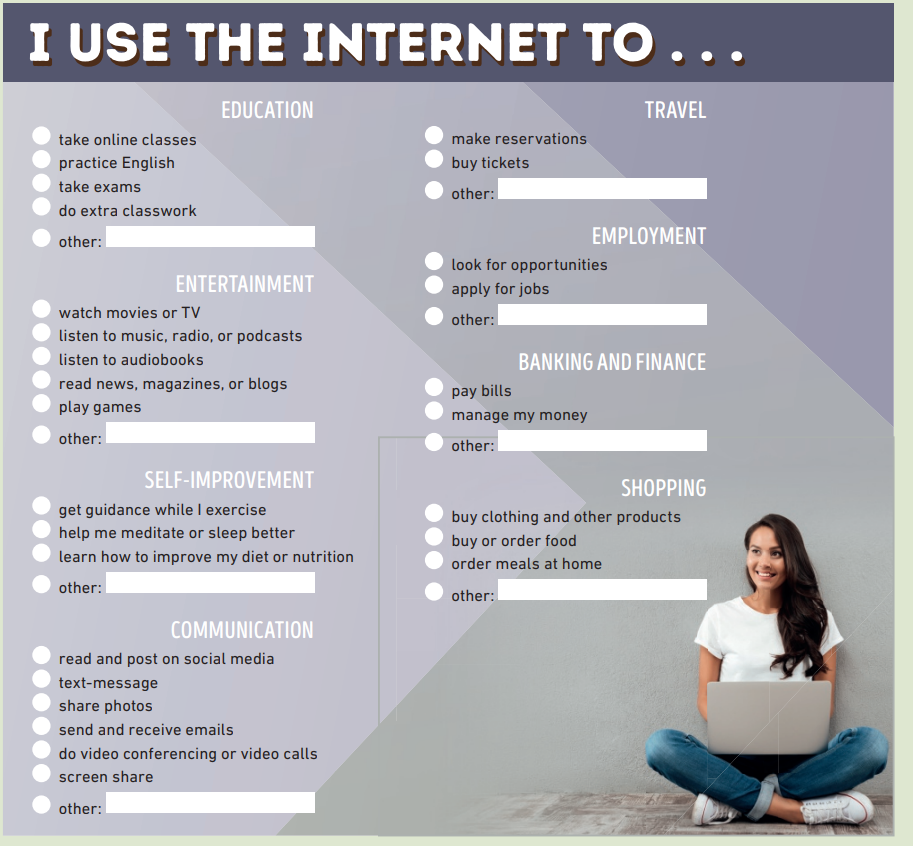 I USE THE INTERNET TO . . .
EDUCATION
take online classes
practice English
take exams
do extra classwork
other:
ENTERTAINMENT
watch movies or TV
listen to music, radio, or podcasts
listen to audiobooks
read news, magazines, or blogs
play games
other:
SELF-IMPROVEMENT
get guidance while I exercise
help me meditate or sleep better
learn how to improve my diet or nutrition
other:
COMMUNICATION
read and post on social media
text-message
share photos
send and receive emails
do video conferencing or video calls
screen share
other:
TRAVEL
make reservations
buy tickets
other:
EMPLOYMENT
look for opportunities
apply for jobs
other:
BANKING AND FINANCE
pay bills
manage my money
other:
SHOPPING
buy clothing and other products
buy or order food
order meals at home
other: